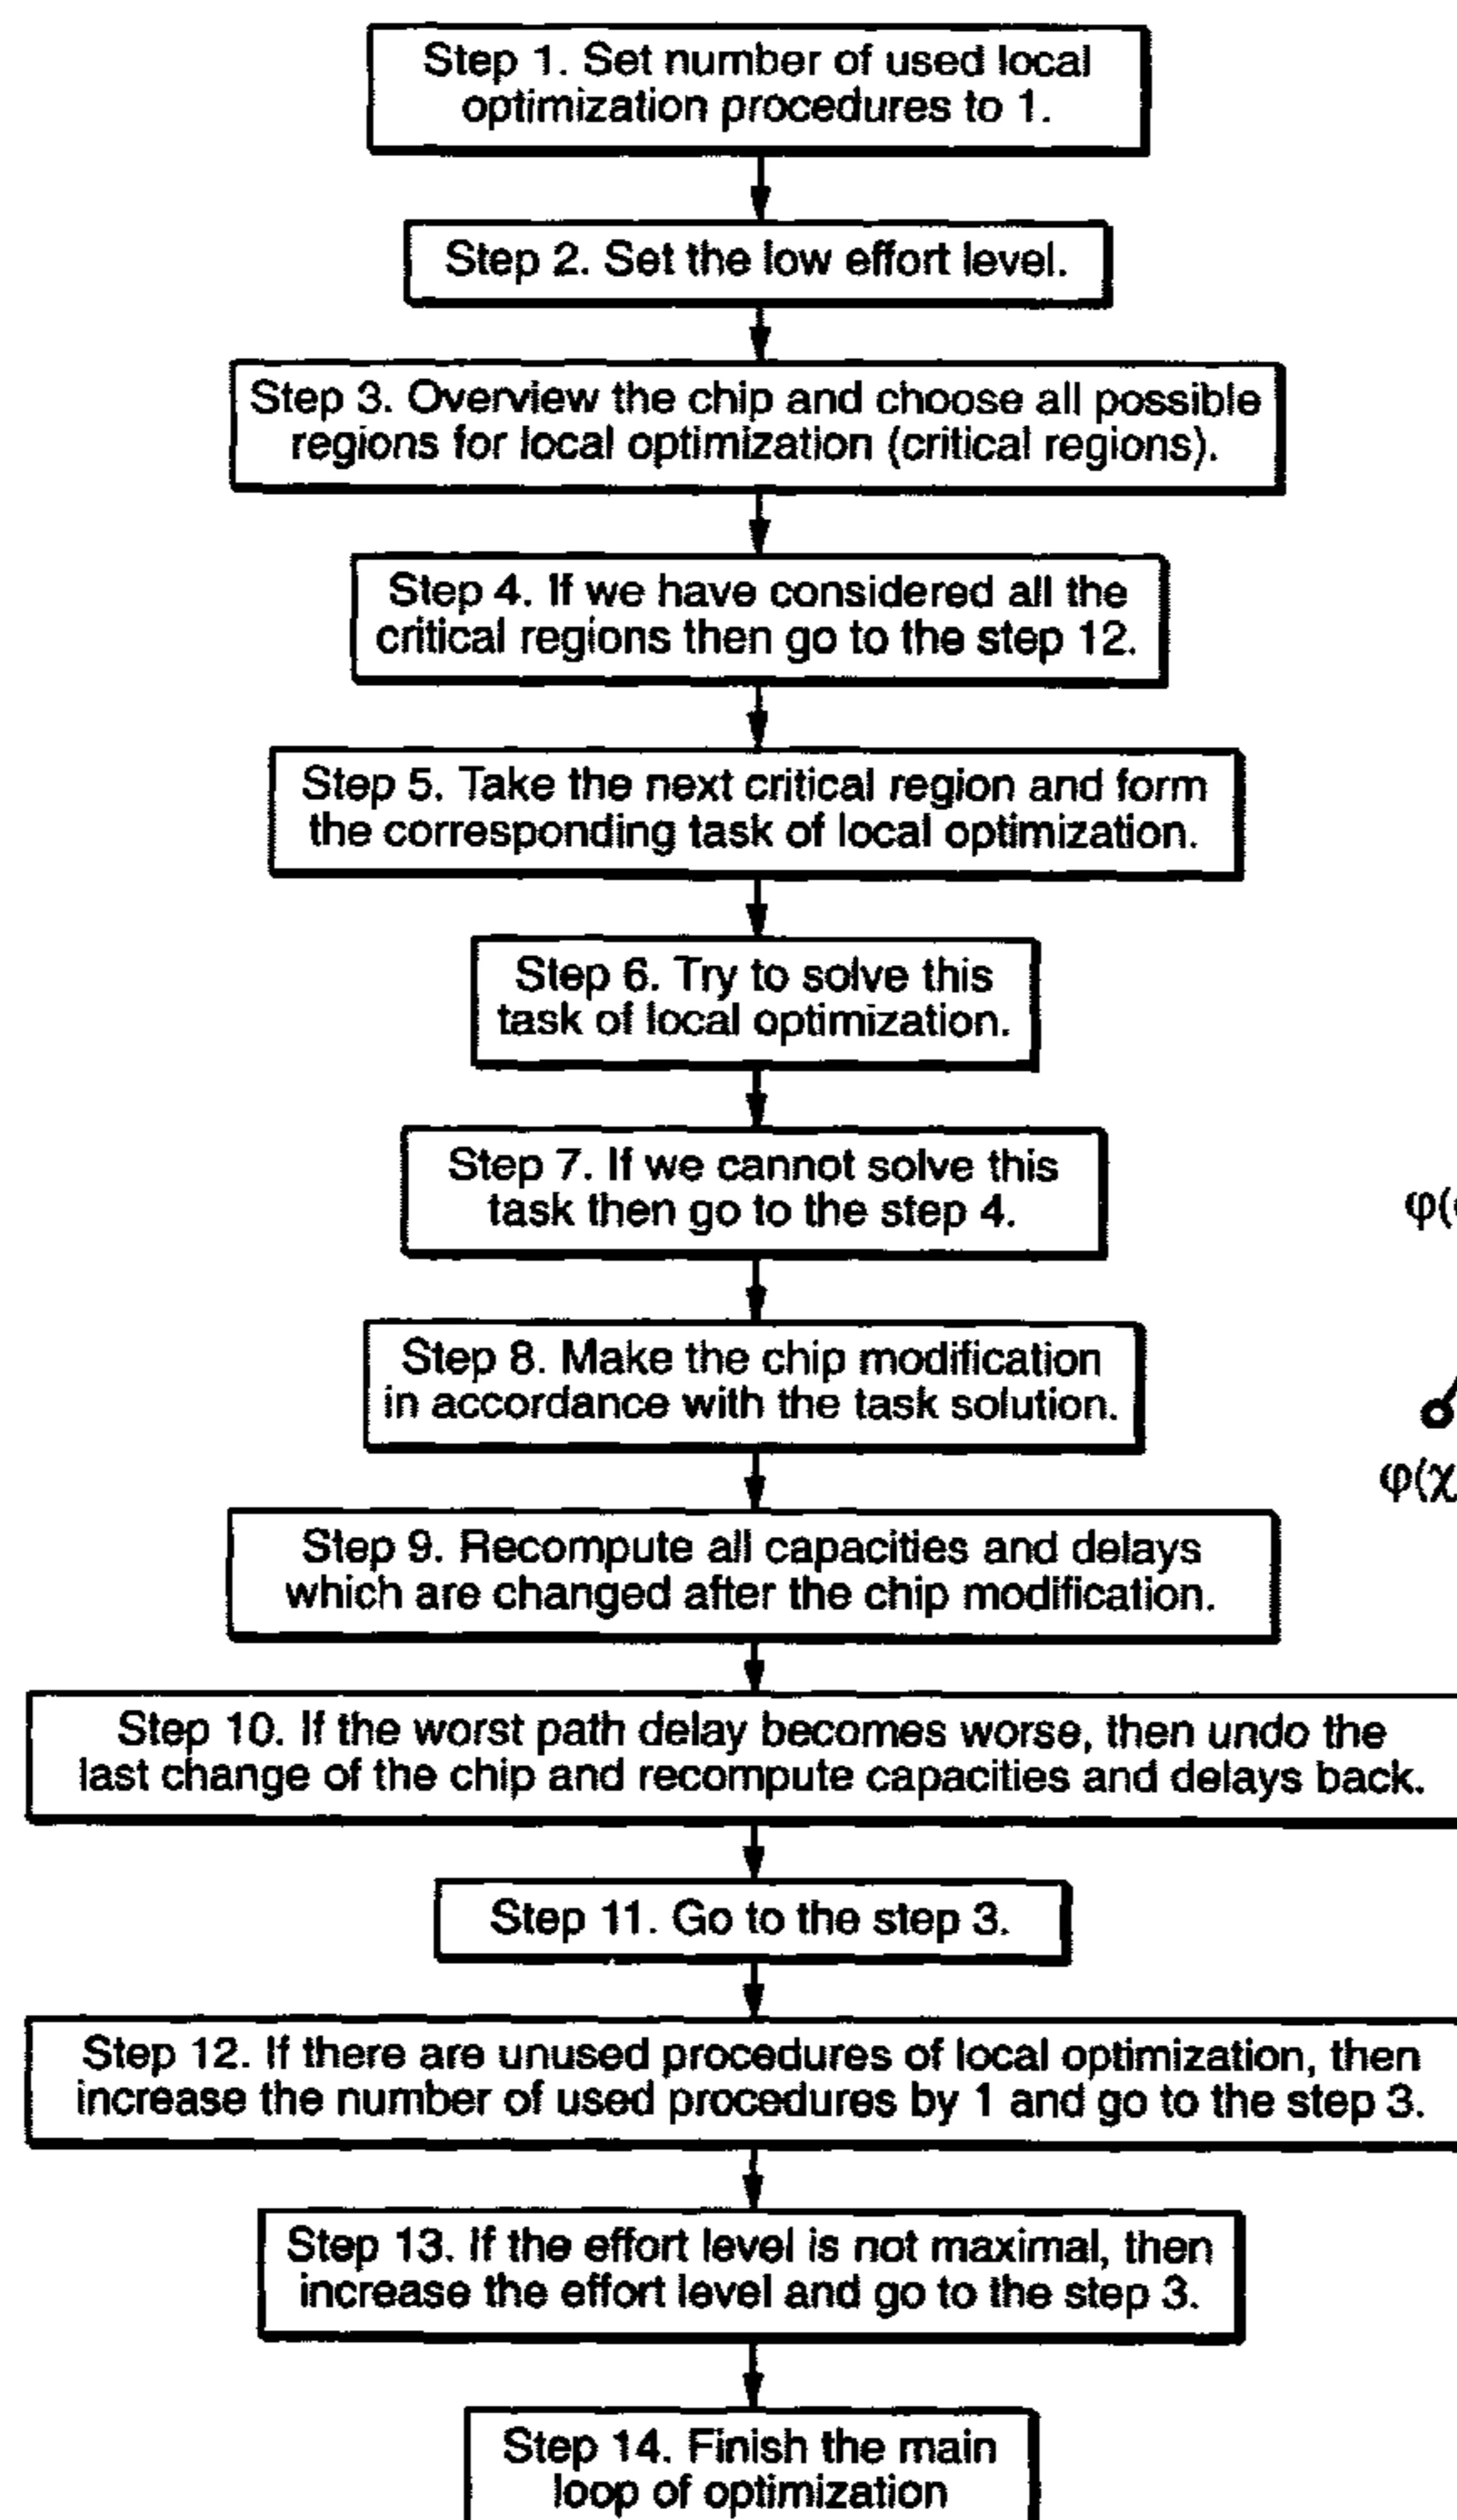 Step 1. Set number of used local
optimization procedures to 1.
Step 2. Set the low effort level.
Step 3. Overview the chip and choose all possible
regions for local optimization (critical regions).
Step 4. If we have considered all the
critical regions then go to the step 12.
Step 5. Take the next critical region and form
the corresponding task of local optimization.
Step 6. Try to solve this
task of local optimization.
Step 7. If we cannot solve this
task then go to the step 4.
φ(
Step 8. Make the chip modification
in accordance with the task solution.
φ(χ
Step 9. Recompute all capacities and delays
which are changed after the chip modification.
Step 10. If the worst path delay becomes worse, then undo the
last change of the chip and recompute capacities and delays back.
Step 11. Go to the step 3.
Step 12. If there are unused procedures of local optimization, then
increase the number of used procedures by 1 and go to the step 3.
Step 13. If the effort level is not maximal, then
increase the effort level and go to the step 3.
Step 14. Finish the main
loop of optimization